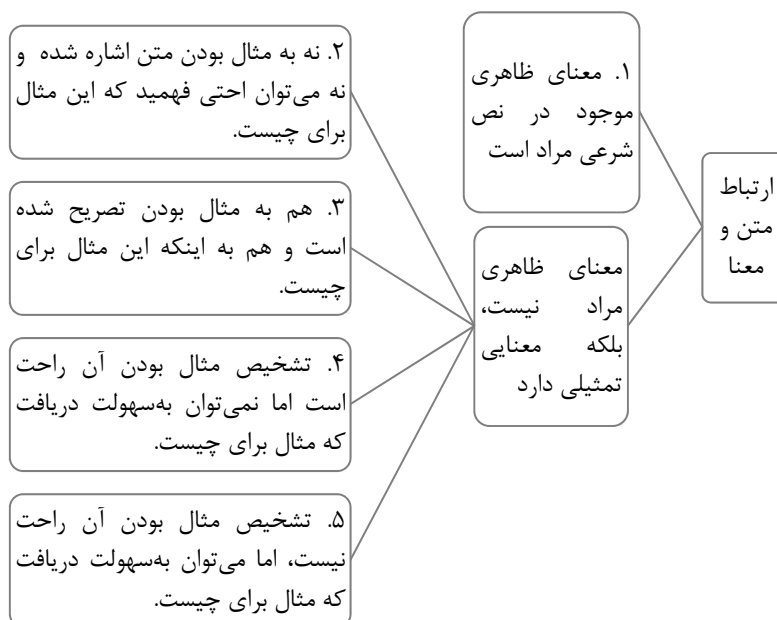 ارتباط
متن و
معنا
۱. معنای ظاهری
موجود در نص
شرعی مراد است
معنای ظاهری
مراد نیست،
بلکه معنایی
تمثیلی دارد
۲. نه به مثال بودن متن اشاره شده و
نه می‌توان احتی فهمید که این مثال
برای چیست.
۳. هم به مثال بودن تصریح شده
است و هم به اینکه این مثال برای
چیست.
۴. تشخیص مثال بودن آن راحت
است اما نمی‌توان به‌سهولت دریافت
که مثال برای چیست.
۵. تشخیص مثال بودن آن راحت
نیست، اما می‌توان به‌سهولت دریافت
که مثال برای چیست.